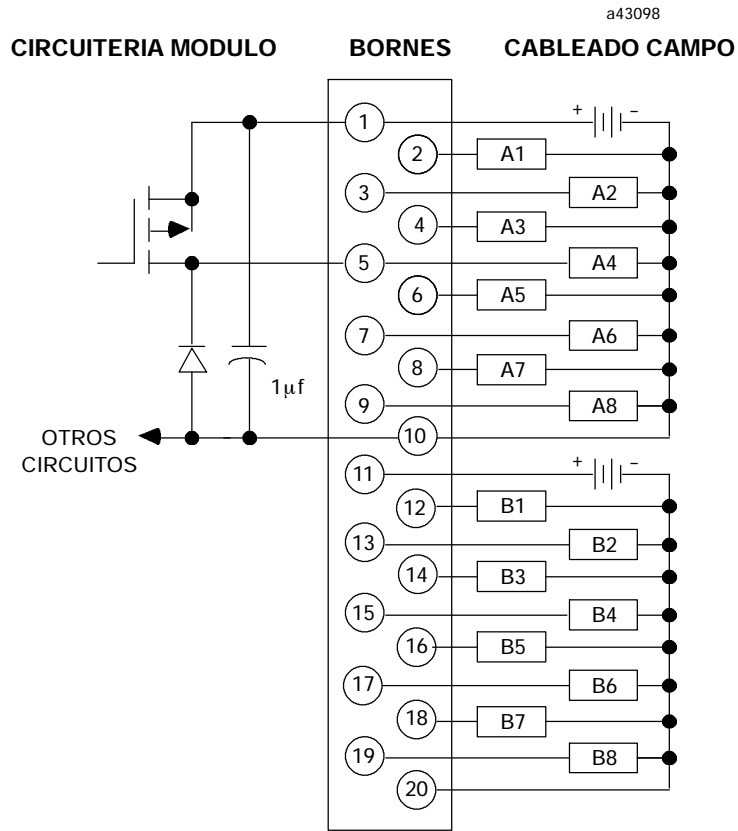 a43098
CIRCUITERIA MODULO BORNES CABLEADO CAMPO
1 + −
2 A1
3 A2
4 A3
5 A4
6 A5
7 A6
8 A7
1μf
9 A8
10
OTROS
CIRCUITOS
11 + −
12 B1
13 B2
14 B3
15 B4
16 B5
17 B6
18 B7
19 B8
20